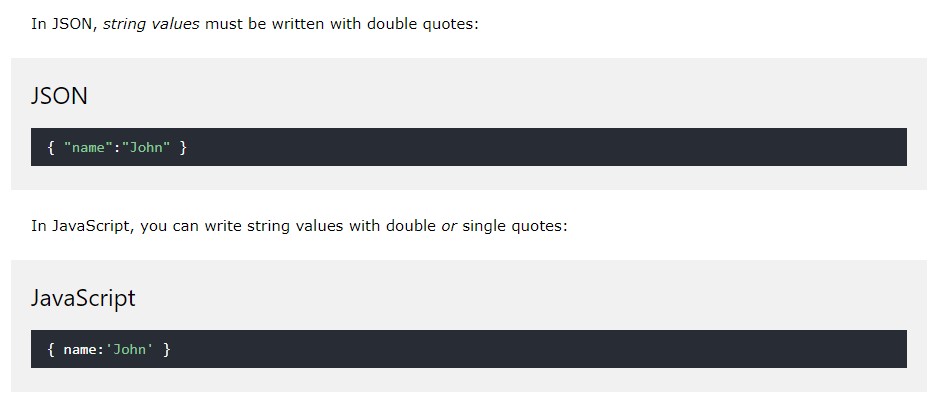 In JSON, string values must be written with double quotes:
JSON
{ "name":"John" }
In JavaScript, you can write string values with double or single quotes:
JavaScript
{ name:'John' }